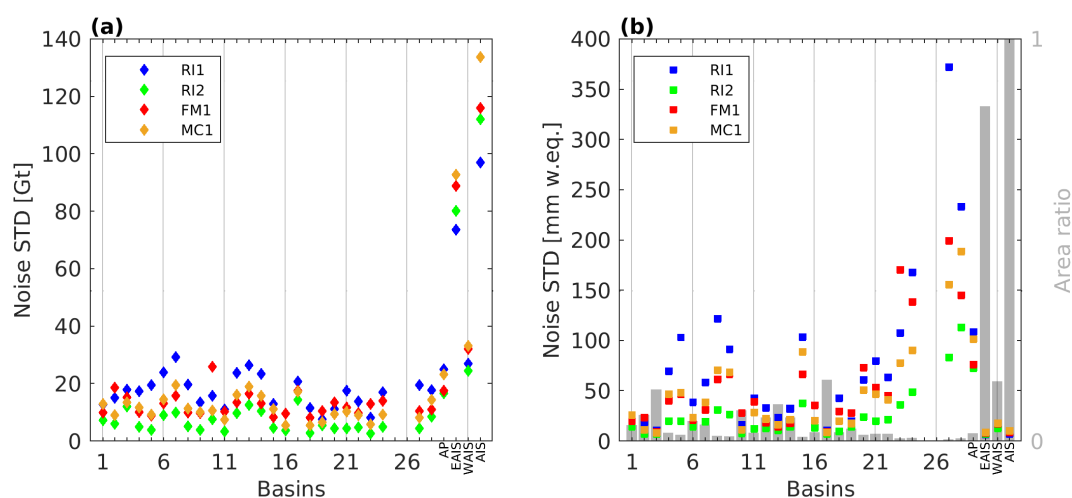 (a)
140
120
100
80
60
40
20
0
Noise STD [Gt]
RI1
RI2
FM1
MC1
1 6 11 16 21 26 AP EAIS WAIS AIS
Basins
(b)
400
350
300
250
200
150
100
50
0
Noise STD [mm w.eq.]
RI1
RI2
FM1
MC1
1
0
Area ratio
1 6 11 16 21 26 AP EAIS WAIS AIS
Basins